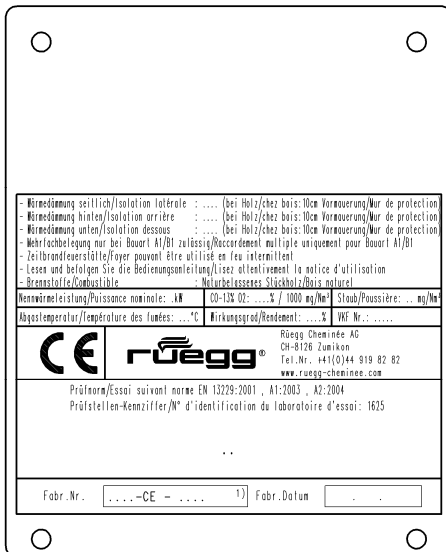 - Wärmedämmung seitlich/Isolation latérale : .... (bei Holz/chez bois:10cm Vormauerung/Mur de protection)
- Wärmedämmung hinten/Isolation arrière : .... (bei Holz/chez bois:10cm Vormauerung/Mur de protection)
- Wärmedämmung unten/Isolation dessous : .... (bei Holz/chez bois:10cm Vormauerung/Mur de protection)
- Mehrfachbelegung nur bei Bauart A1/B1 zulässig/Raccordement multiple uniquement pour Bauart A1/B1
- Zeitbrandfeuerstätte/Foyer pouvant être utilisé en feu intermittent
- Lesen und befolgen Sie die Bedienungsanleitung/Lisez attentivement la notice d'utilisation
- Brennstoffe/Combustible : Naturbelassenes Stückholz/Bois naturel
Nennwärmeleistung/Puissance nominale: .kW CO-13% O2: ....% / 1000 mg/Nm³ Staub/Poussière: .. mg/Nm³
Abgastemperatur/Température des fumées: ...°C Wirkungsgrad/Rendement: ....% VKF Nr.: .....
CE rüegg®
Rüegg Cheminée AG
CH-8126 Zumikon
Tel.Nr. +41(0)44 919 82 82
www.ruegg-cheminee.com
Prüfnorm/Essai suivant norme EN 13229:2001 , A1:2003 , A2:2004
Prüfstellen-Kennziffer/N° d'identification du laboratoire d'essai: 1625
..
Fabr.Nr. ....-CE - .... 1) Fabr.Datum . .